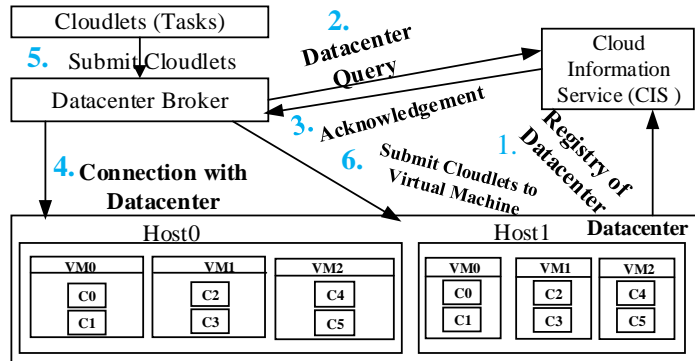 Cloudlets (Tasks)
5. Submit Cloudlets
Datacenter Broker
2. Datacenter
Query
3. Acknowledgement
Cloud
Information
Service (CIS )
1. Registry of
Datacenter
4. Connection with
Datacenter
6. Submit Cloudlets to
Virtual Machine
Datacenter
Host0
VM0
C0
C1
VM1
C2
C3
VM2
C4
C5
Host1
VM0
C0
C1
VM1
C2
C3
VM2
C4
C5